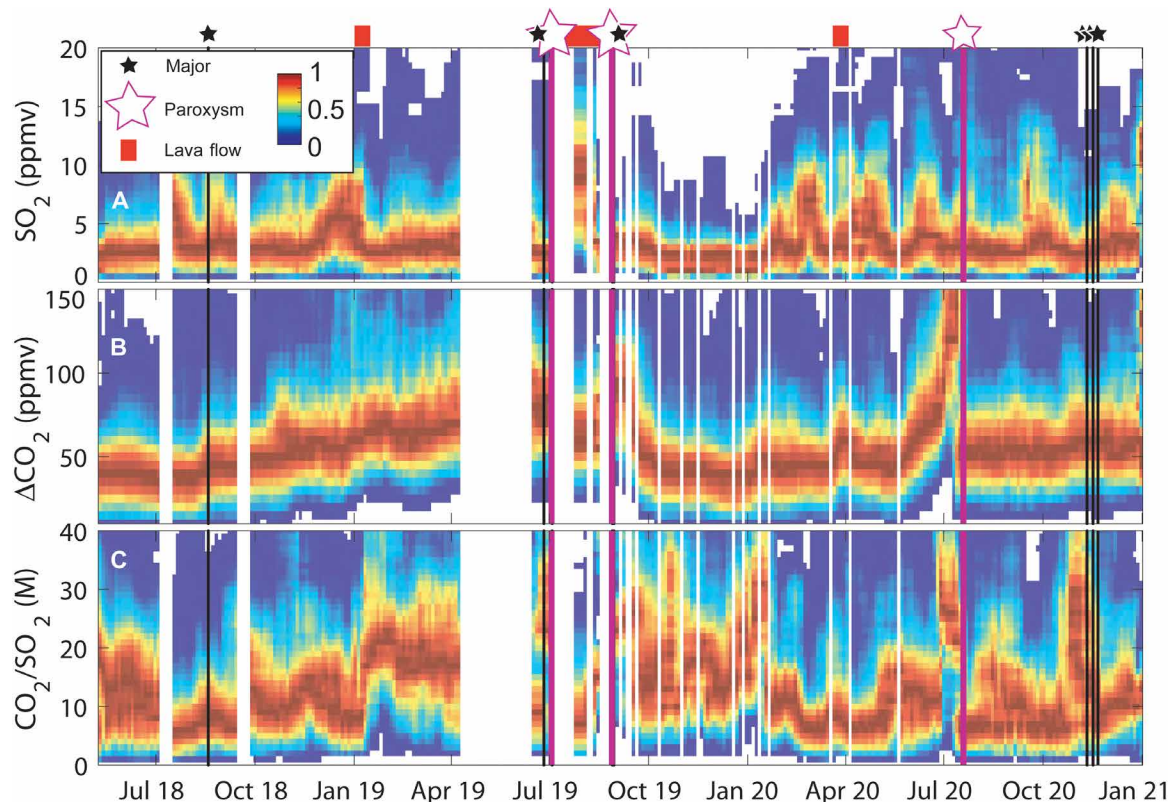 Major
Paroxysm
Lava flow
1
0.5
0
A
SO2 (ppmv)
20
15
10
5
0
B
ΔCO2 (ppmv)
150
100
50
C
CO2/SO2 (M)
40
30
20
10
0
Jul 18 Oct 18 Jan 19 Apr 19 Jul 19 Oct 19 Jan 20 Apr 20 Jul 20 Oct 20 Jan 21